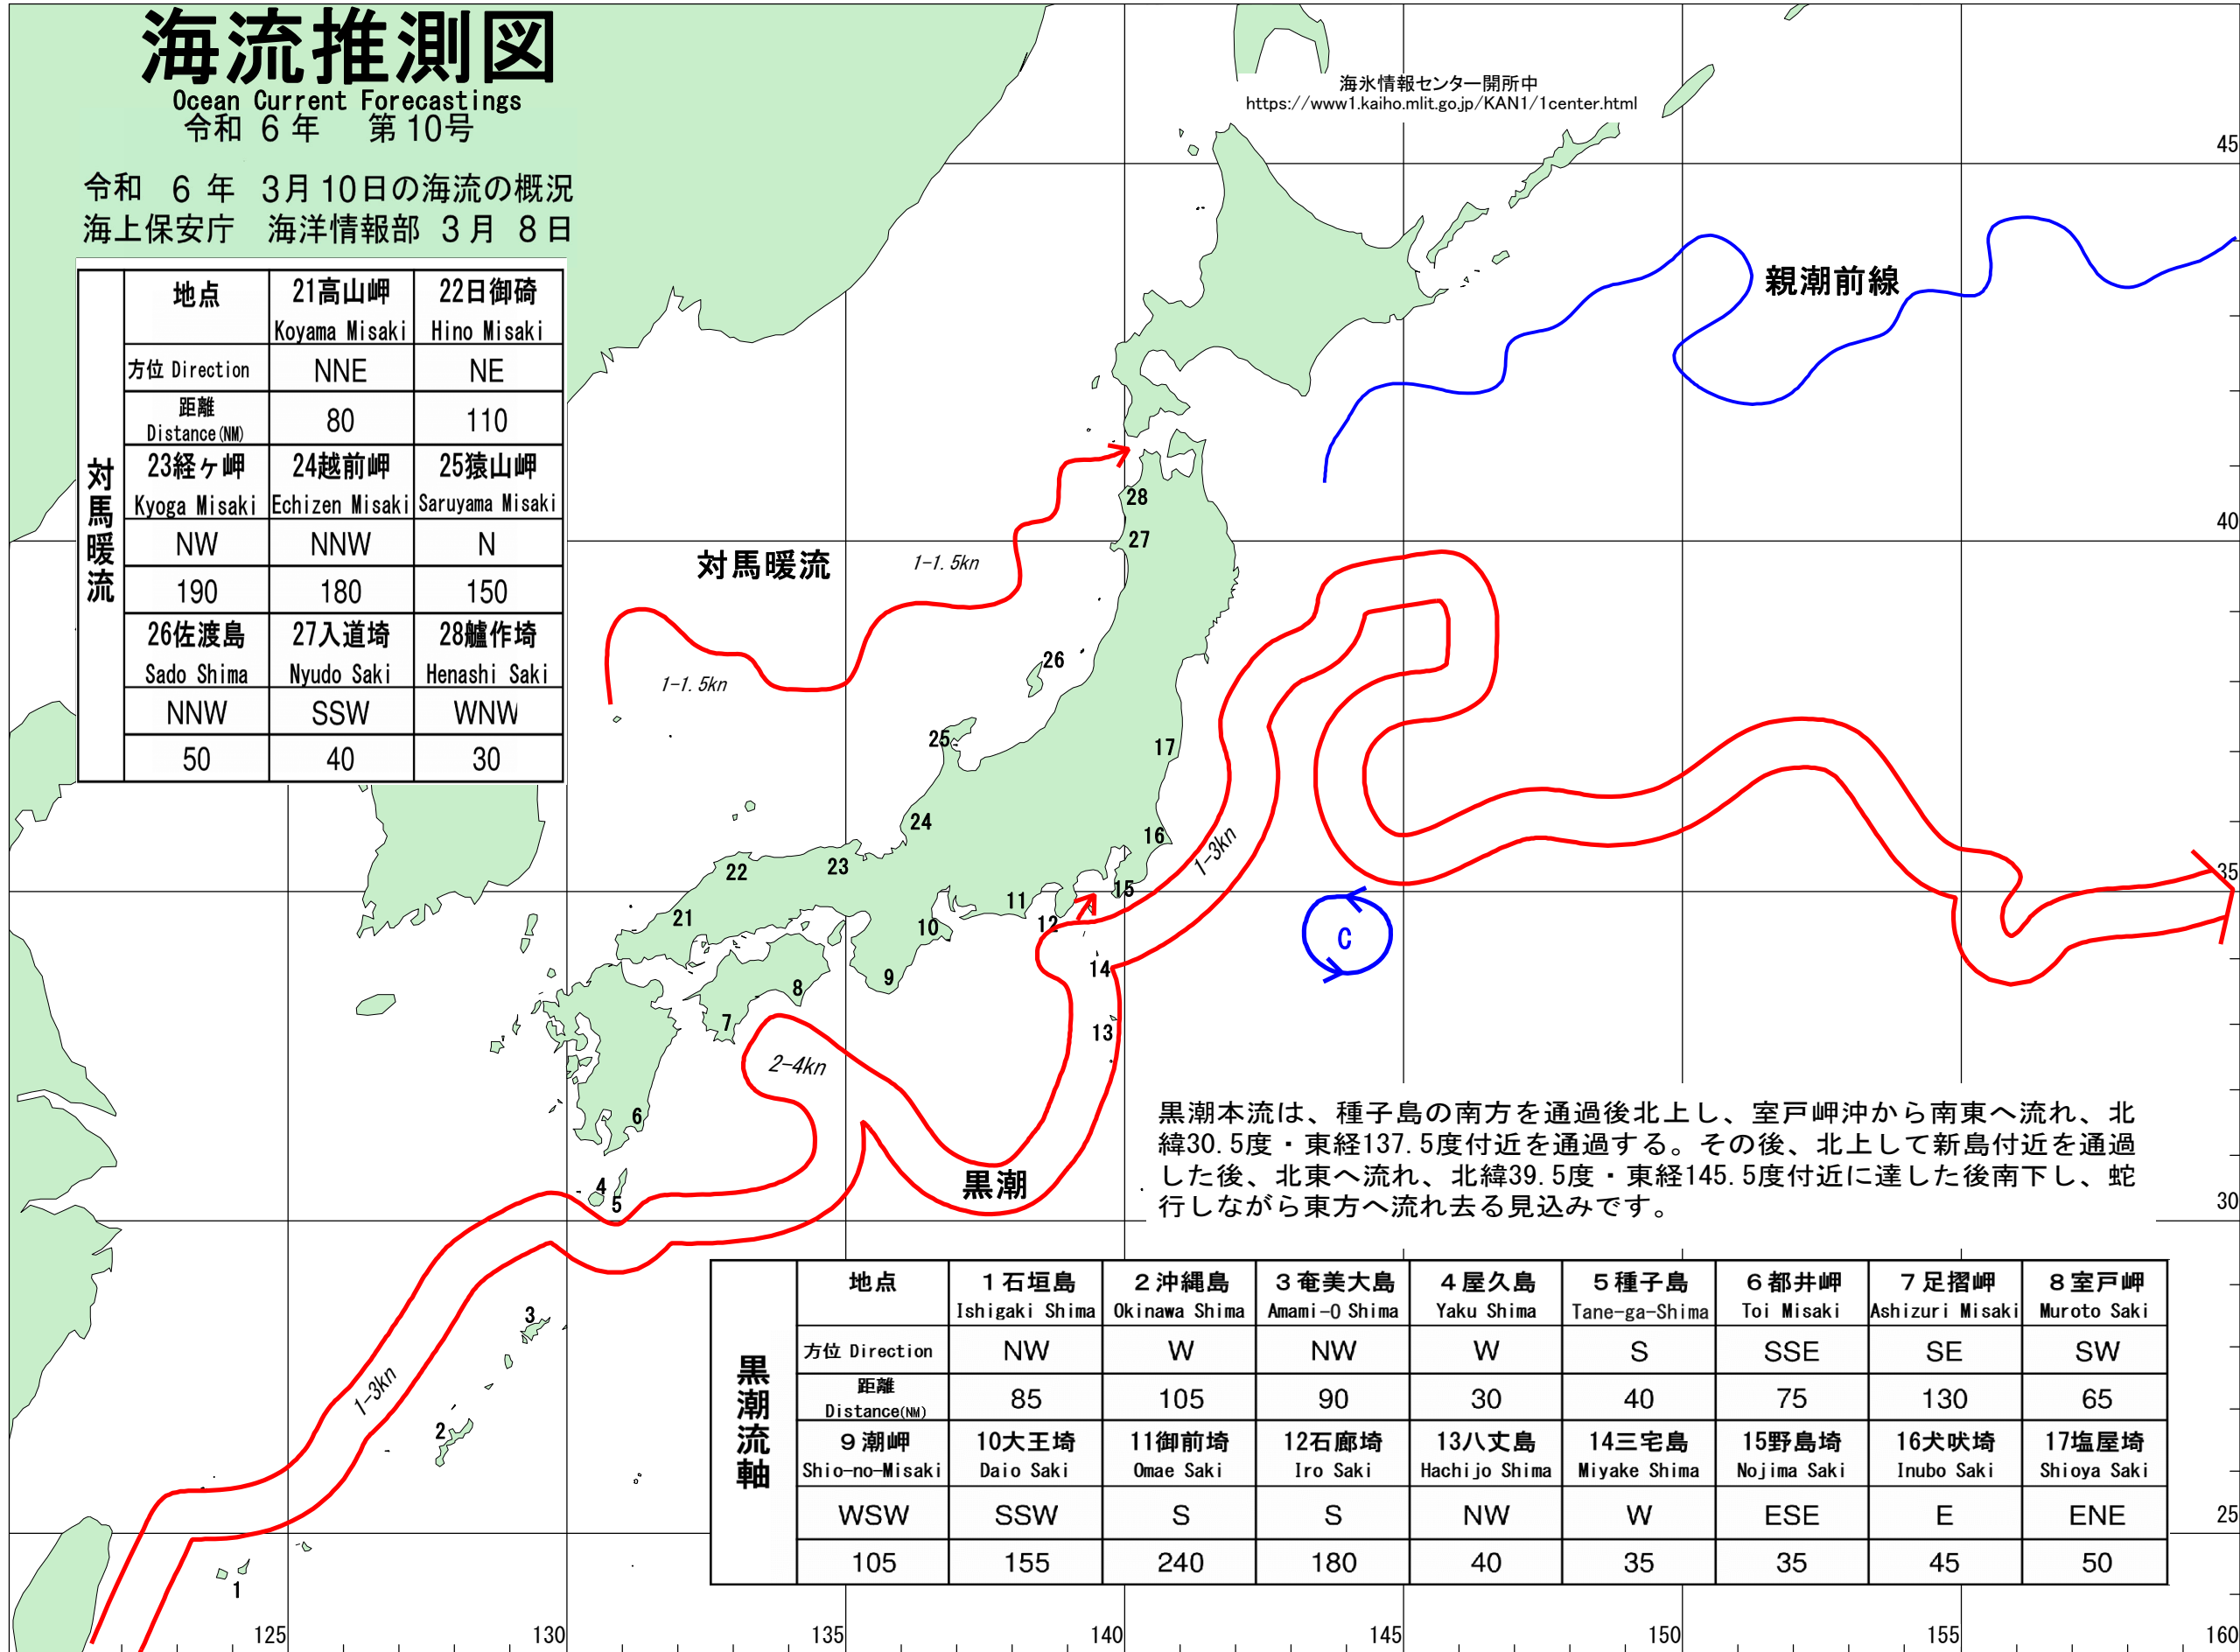 海流推測図
Ocean Current Forecastings
令和 6 年 第 10号
令和 6 年 3月 10日の海流の概況
海上保安庁 海洋情報部 3 月 8 日
海氷情報センター開所中
https://www1.kaiho.mlit.go.jp/KAN1/1center.html
対馬暖流
地点 21高山岬 22日御碕
Koyama Misaki Hino Misaki
方位 Direction NNE NE
距離 Distance(NM) 80 110
23経ヶ岬 24越前岬 25猿山岬
Kyoga Misaki Echizen Misaki Saruyama Misaki
NW NNW N
190 180 150
26佐渡島 27入道埼 28艫作埼
Sado Shima Nyudo Saki Henashi Saki
NNW SSW WNW
50 40 30
親潮前線
対馬暖流
1-1.5kn
1-1.5kn
28
27
26
25
24
23
22
21
17
16
15
14
13
12
11
10
9
8
7
6
4
5
3
2
1
1-3kn
C
2-4kn
黒潮
1-3kn
黒潮本流は、種子島の南方を通過後北上し、室戸岬沖から南東へ流れ、北
緯30.5度・東経137.5度付近を通過する。その後、北上して新島付近を通過
した後、北東へ流れ、北緯39.5度・東経145.5度付近に達した後南下し、蛇
行しながら東方へ流れ去る見込みです。
黒潮流軸
地点 1石垣島 2沖縄島 3奄美大島 4屋久島 5種子島 6都井岬 7足摺岬 8室戸岬
Ishigaki Shima Okinawa Shima Amami-O Shima Yaku Shima Tane-ga-Shima Toi Misaki Ashizuri Misaki Muroto Saki
方位 Direction NW W NW W S SSE SE SW
距離 Distance(NM) 85 105 90 30 40 75 130 65
9潮岬 10大王埼 11御前埼 12石廊埼 13八丈島 14三宅島 15野島埼 16犬吠埼 17塩屋埼
Shio-no-Misaki Daio Saki Omae Saki Iro Saki Hachijo Shima Miyake Shima Nojima Saki Inubo Saki Shioya Saki
WSW SSW S S NW W ESE E ENE
105 155 240 180 40 35 35 45 50
45
40
35
30
25
125 130 135 140 145 150 155 160